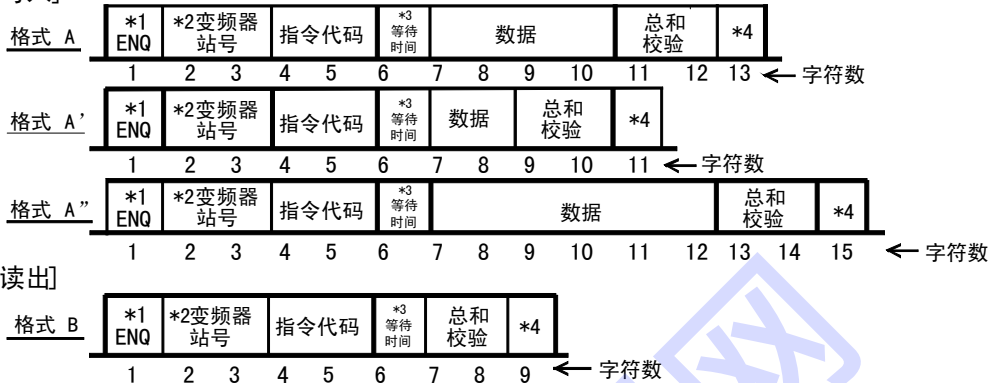 格式 A *1 ENQ *2变频器 站号 指令代码 *3 等待 时间 数据 总和 校验 *4
1 2 3 4 5 6 7 8 9 10 11 12 13 ← 字符数
格式 A' *1 ENQ *2变频器 站号 指令代码 *3 等待 时间 数据 总和 校验 *4
1 2 3 4 5 6 7 8 9 10 11 ← 字符数
格式 A" *1 ENQ *2变频器 站号 指令代码 *3 等待 时间 数据 总和 校验 *4
1 2 3 4 5 6 7 8 9 10 11 12 13 14 15 ← 字符数
读出]
格式 B *1 ENQ *2变频器 站号 指令代码 *3 等待 时间 总和 校验 *4
1 2 3 4 5 6 7 8 9 ← 字符数